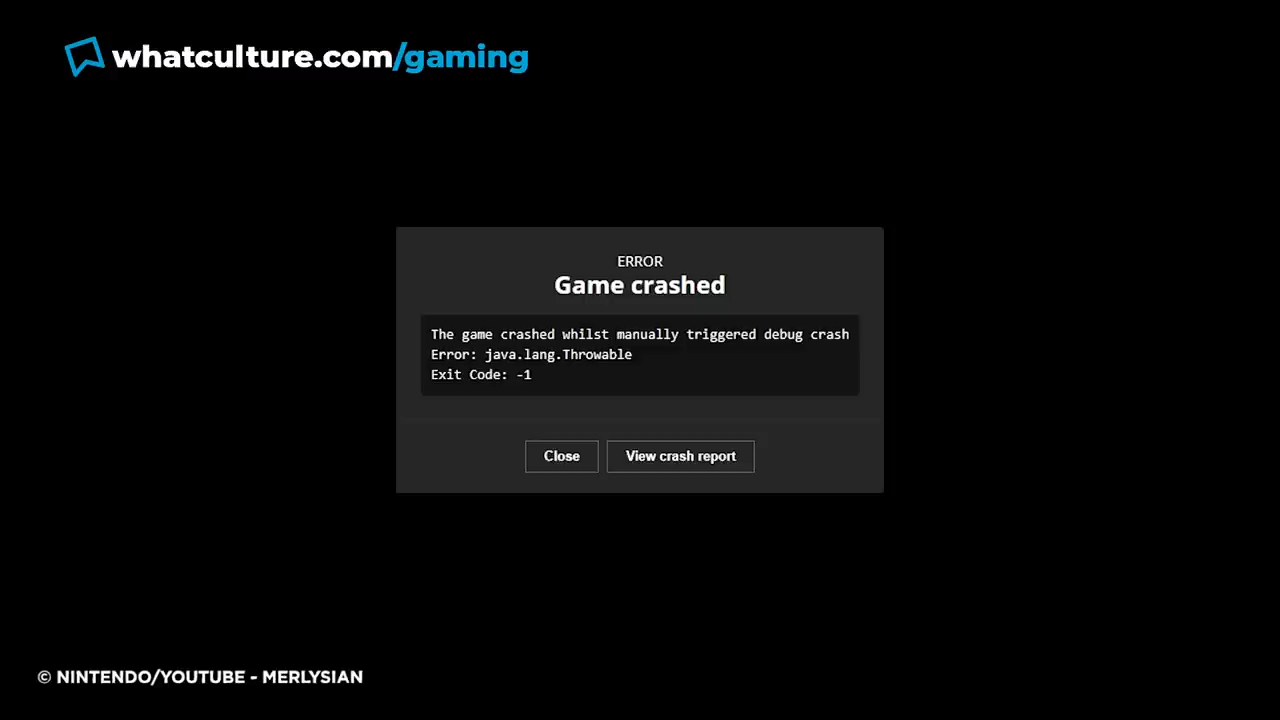 whatculture.com/gaming
ERROR
Game crashed
The game crashed whilst manually triggered debug crash
Error: java.lang.Throwable
Exit Code: -1
Close
View crash report
© NINTENDO/YOUTUBE - MERLYSIAN